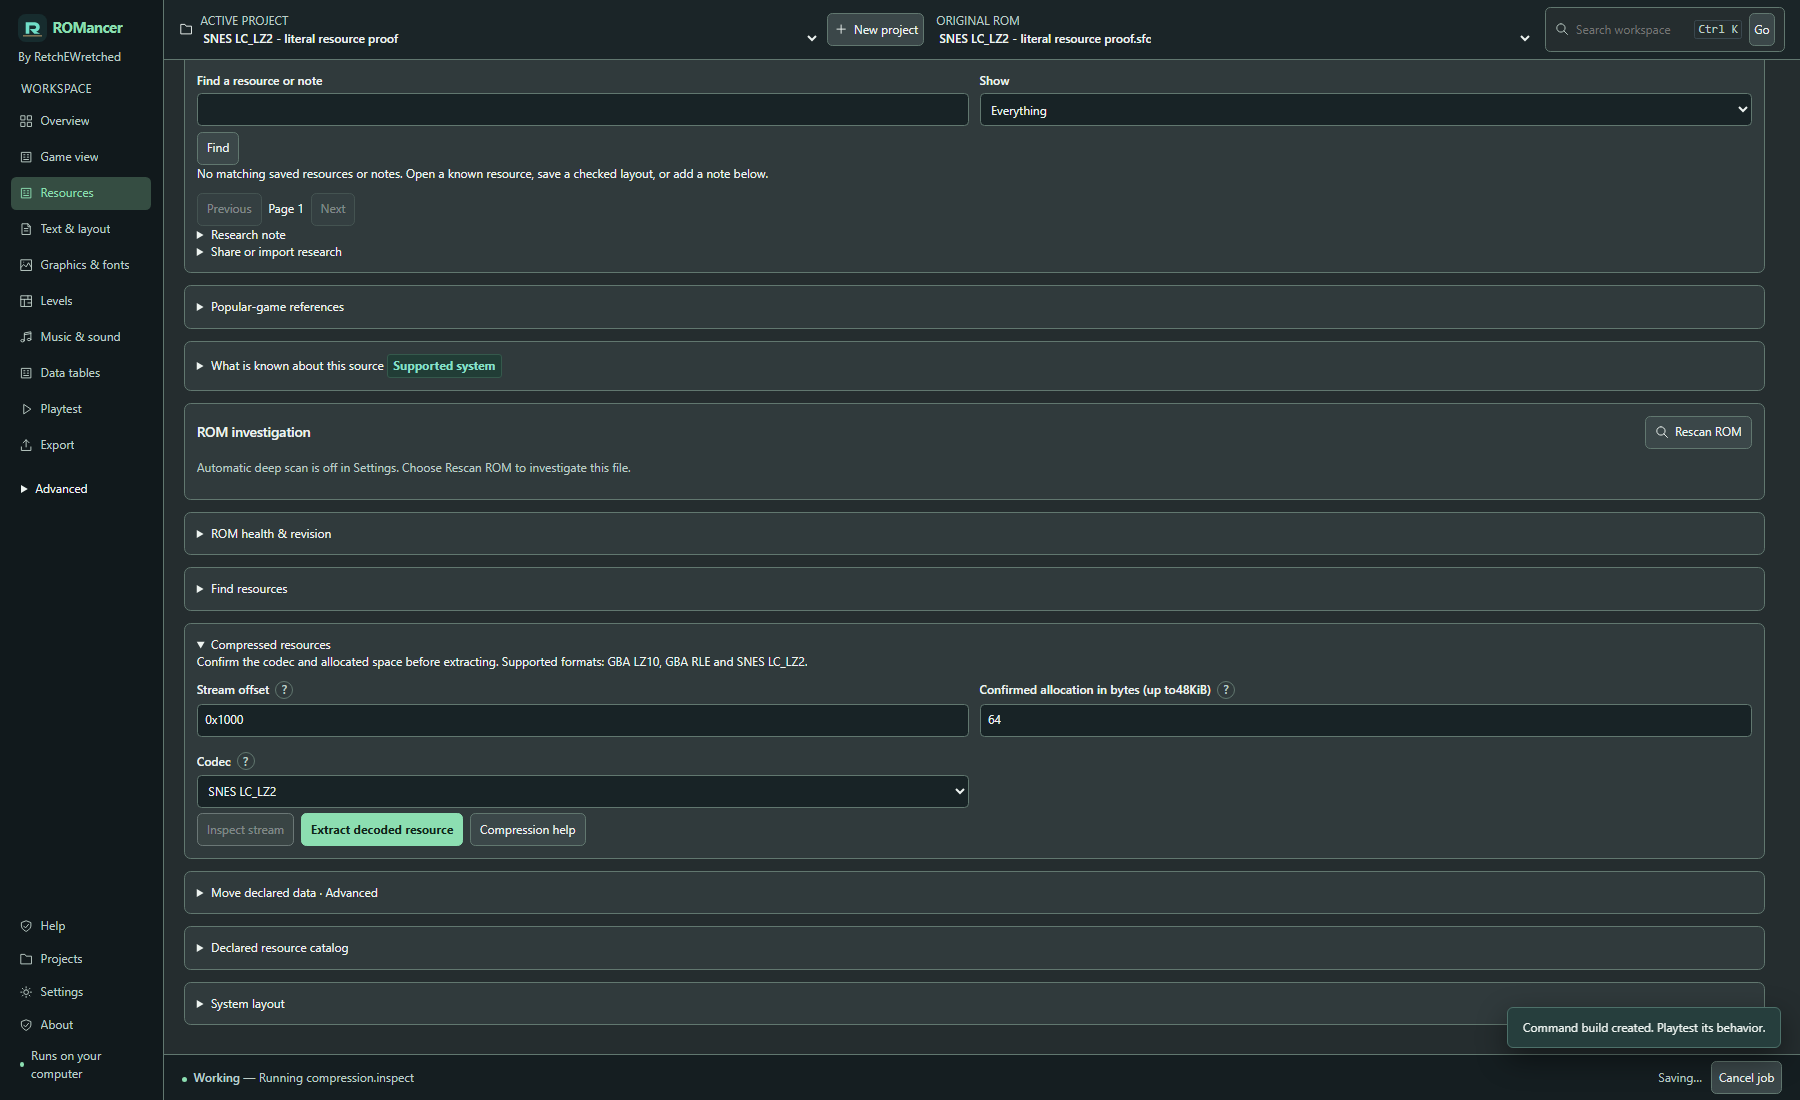 ROMancer
By RetchEWretched
WORKSPACE
Overview
Game view
Resources
Text & layout
Graphics & fonts
Levels
Music & sound
Data tables
Playtest
Export
Advanced
Help
Projects
Settings
About
Runs on your
computer
ACTIVE PROJECT
SNES LC_LZ2 - literal resource proof
New project
ORIGINAL ROM
SNES LC_LZ2 - literal resource proof.sfc
Search workspace
Ctrl K
Go
Find a resource or note
Show
Everything
Find
No matching saved resources or notes. Open a known resource, save a checked layout, or add a note below.
Previous Page 1 Next
Research note
Share or import research
Popular-game references
What is known about this source Supported system
ROM investigation
Rescan ROM
Automatic deep scan is off in Settings. Choose Rescan ROM to investigate this file.
ROM health & revision
Find resources
Compressed resources
Confirm the codec and allocated space before extracting. Supported formats: GBA LZ10, GBA RLE and SNES LC_LZ2.
Stream offset ?
Confirmed allocation in bytes (up to48KiB) ?
0x1000
64
Codec ?
SNES LC_LZ2
Inspect stream Extract decoded resource Compression help
Move declared data · Advanced
Declared resource catalog
System layout
Command build created. Playtest its behavior.
Working — Running compression.inspect
Saving...
Cancel job